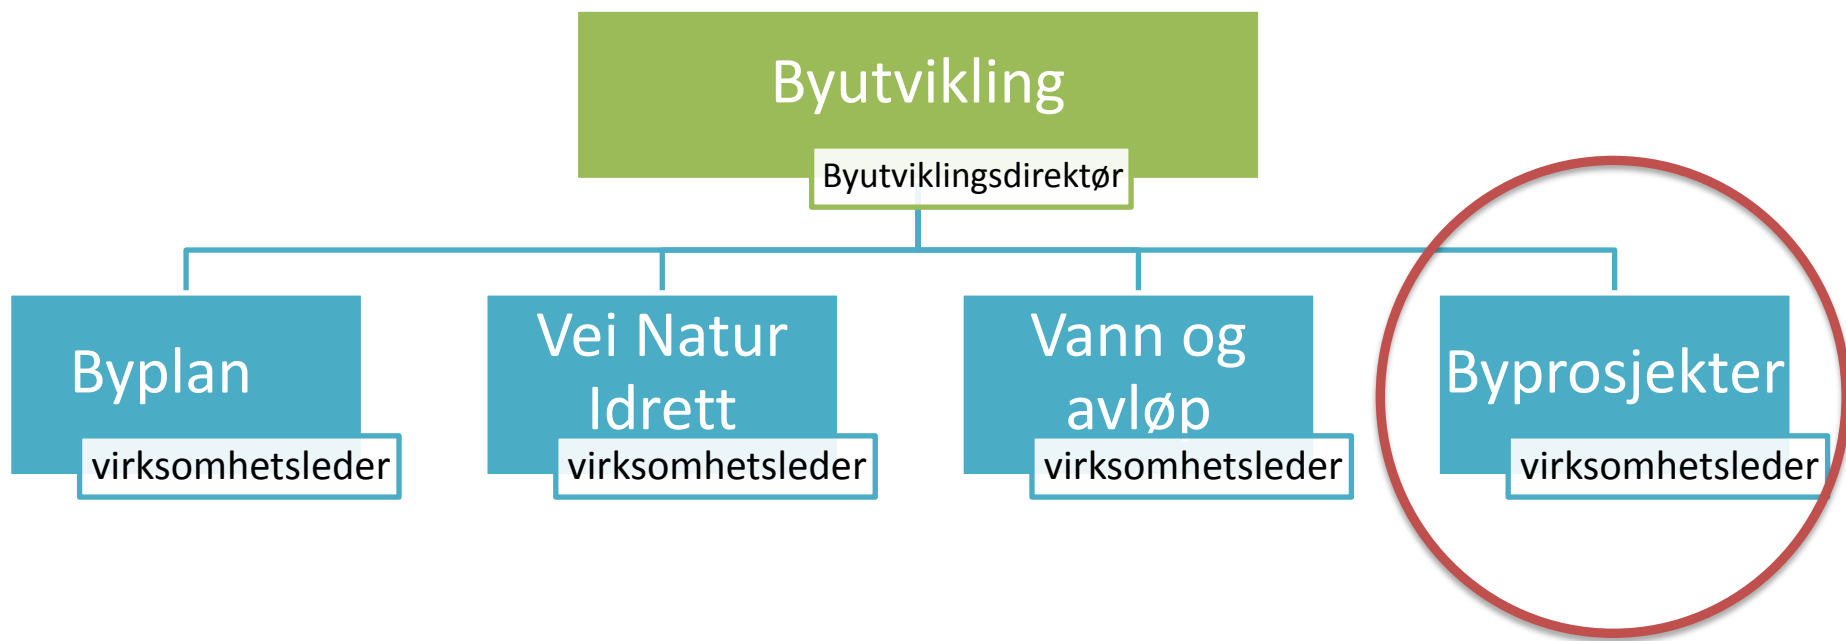 Byutvikling
Byutviklingsdirektør
Byplan
virksomhetsleder
Vei Natur
Idrett
virksomhetsleder
Vann og
avløp
virksomhetsleder
Byprosjekter
virksomhetsleder